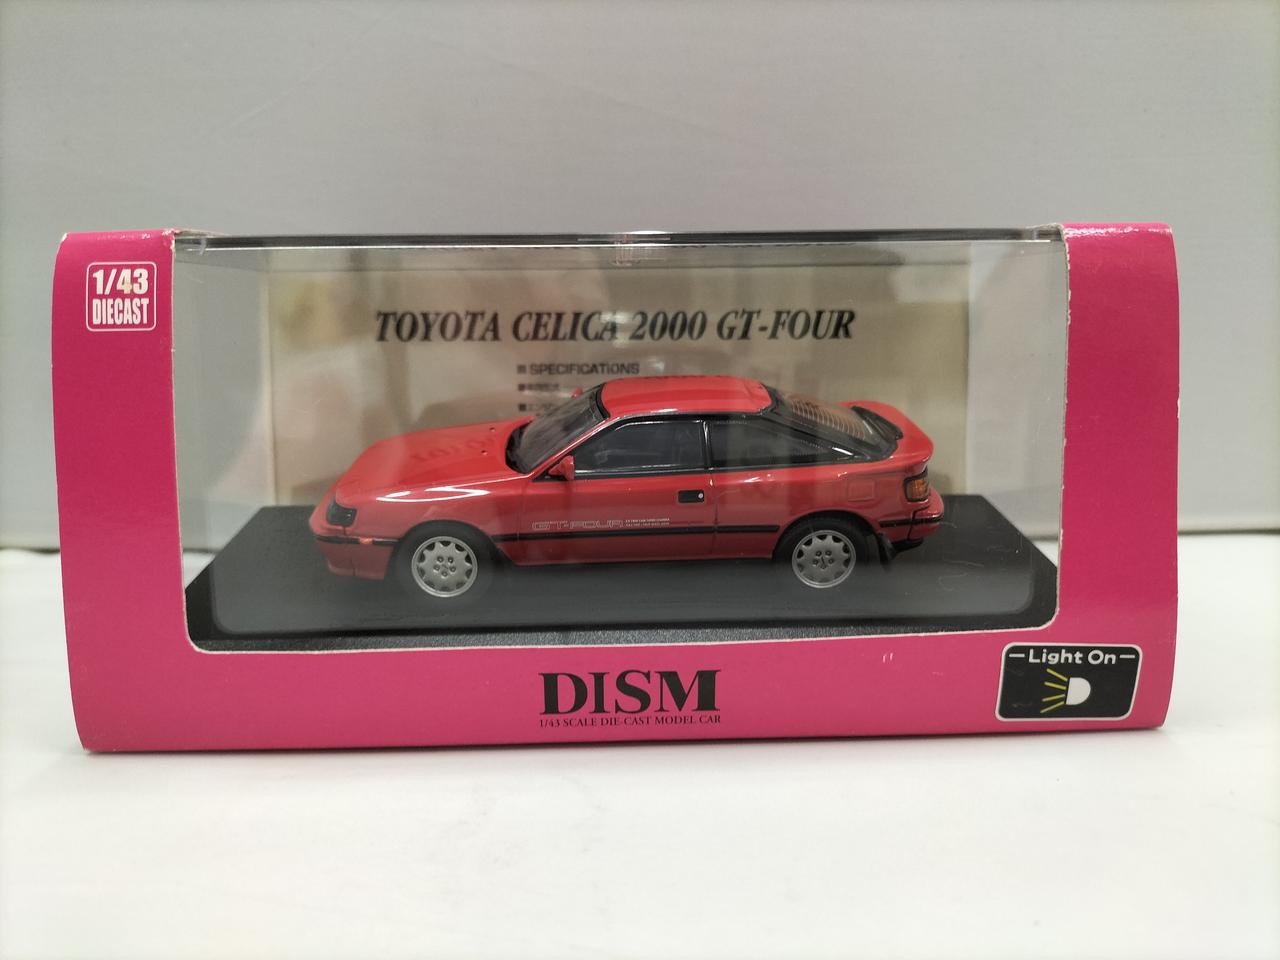 1/43
DIECAST
TOYOTA CELICA 2000 GT-FOUR
■ SPECIFICATIONS
GT-FOUR
DISM
1/43 SCALE DIE-CAST MODEL CAR
Light On